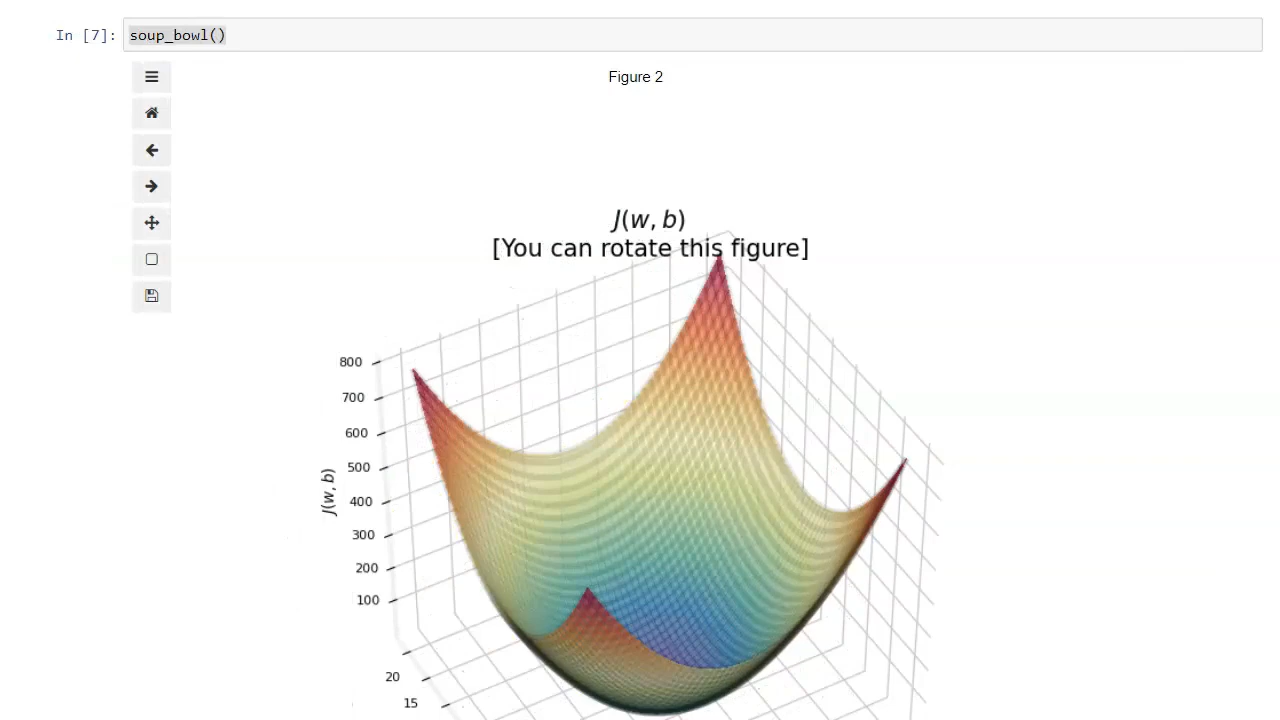 In [7]: soup_bowl()
Figure 2
J(w, b)
[You can rotate this figure]
800
700
600
500
400
300
200
100
J(w, b)
20
15